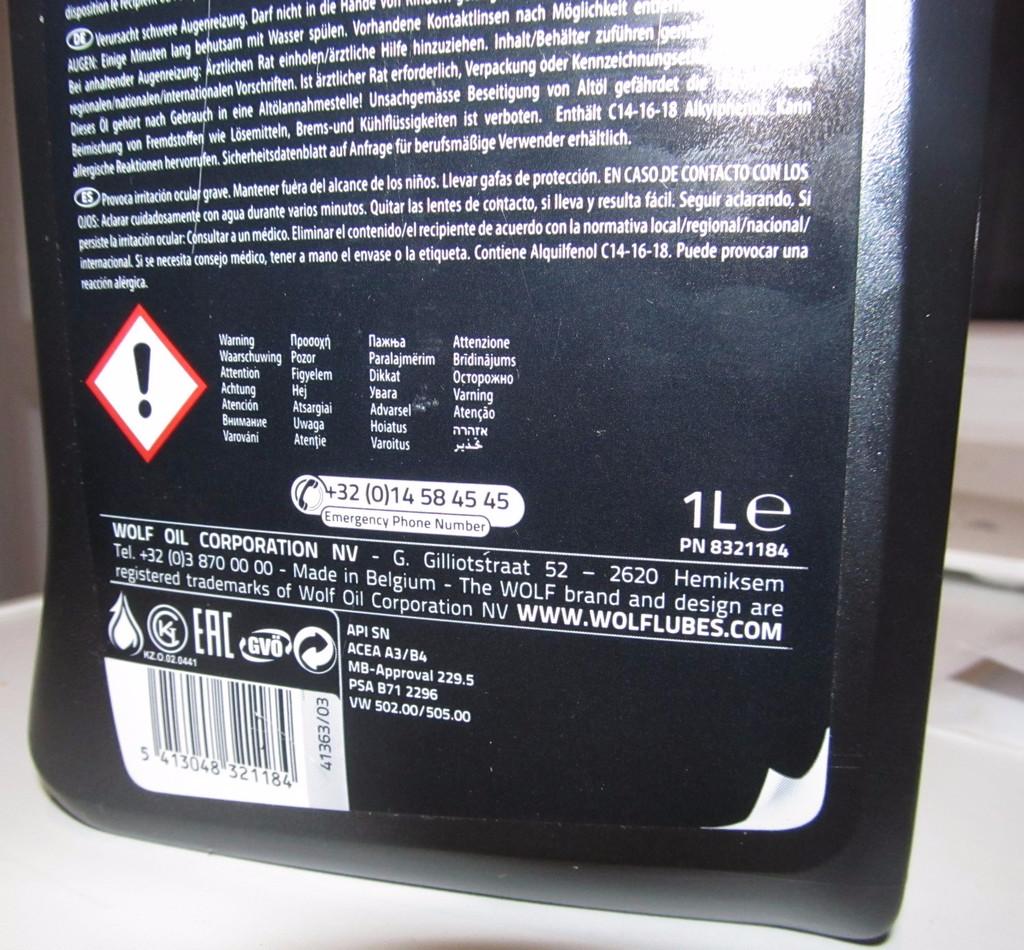 DE Verursacht schwere Augenreizung. Darf nicht in die Hände von
AUGEN: Einige Minuten lang behutsam mit Wasser spülen. Vorhandene Kontaktlinsen nach Möglichkeit
Bei anhaltender Augenreizung: Ärztlichen Rat einholen/ärztliche Hilfe hinzuziehen. Inhalt/Behälter zuführen
regionalen/nationalen/internationalen Vorschriften. Ist ärztlicher Rat erforderlich, Verpackung oder
Dieses Öl gehört nach Gebrauch in eine Altölannahmestelle! Unsachgemässe Beseitigung von Altöl gefährdet
Beimischung von Fremdstoffen wie Lösemitteln, Brems-und Kühlflüssigkeiten ist verboten. Enthält C14-16-18 Alkylphenol. Kann
allergische Reaktionen hervorrufen. Sicherheitsdatenblatt auf Anfrage für berufsmäßige Verwender erhältlich.
ES Provoca irritación ocular grave. Mantener fuera del alcance de los niños. Llevar gafas de protección. EN CASO DE CONTACTO CON LOS
OJOS: Aclarar cuidadosamente con agua durante varios minutos. Quitar las lentes de contacto, si lleva y resulta fácil. Seguir aclarando. Si
persiste la irritación ocular: Consultar a un médico. Eliminar el contenido/el recipiente de acuerdo con la normativa local/regional/nacional/
internacional. Si se necesita consejo médico, tener a mano el envase o la etiqueta. Contiene Alquilfenol C14-16-18. Puede provocar una
reacción alérgica.
Warning Προσοχή Пажња Attenzione
Waarschuwing Pozor Paralajmërim Brīdinājums
Attention Figyelem Dikkat Осторожно
Achtung Hej Увага Varning
Atención Atsargiai Advarsel Atenção
Внимание Uwaga Hoiatus אזהרה
Varování Atenţie Varoitus تحذير
+32 (0)14 58 45 45
Emergency Phone Number
1L e
PN 8321184
WOLF OIL CORPORATION NV - G. Gilliotstraat 52 – 2620 Hemiksem
Tel. +32 (0)3 870 00 00 - Made in Belgium - The WOLF brand and design are
registered trademarks of Wolf Oil Corporation NV WWW.WOLFLUBES.COM
EAC GVÖ
KZ.O.02.0441
API SN
ACEA A3/B4
MB-Approval 229.5
PSA B71 2296
VW 502.00/505.00
41363/03
5 413048 321184